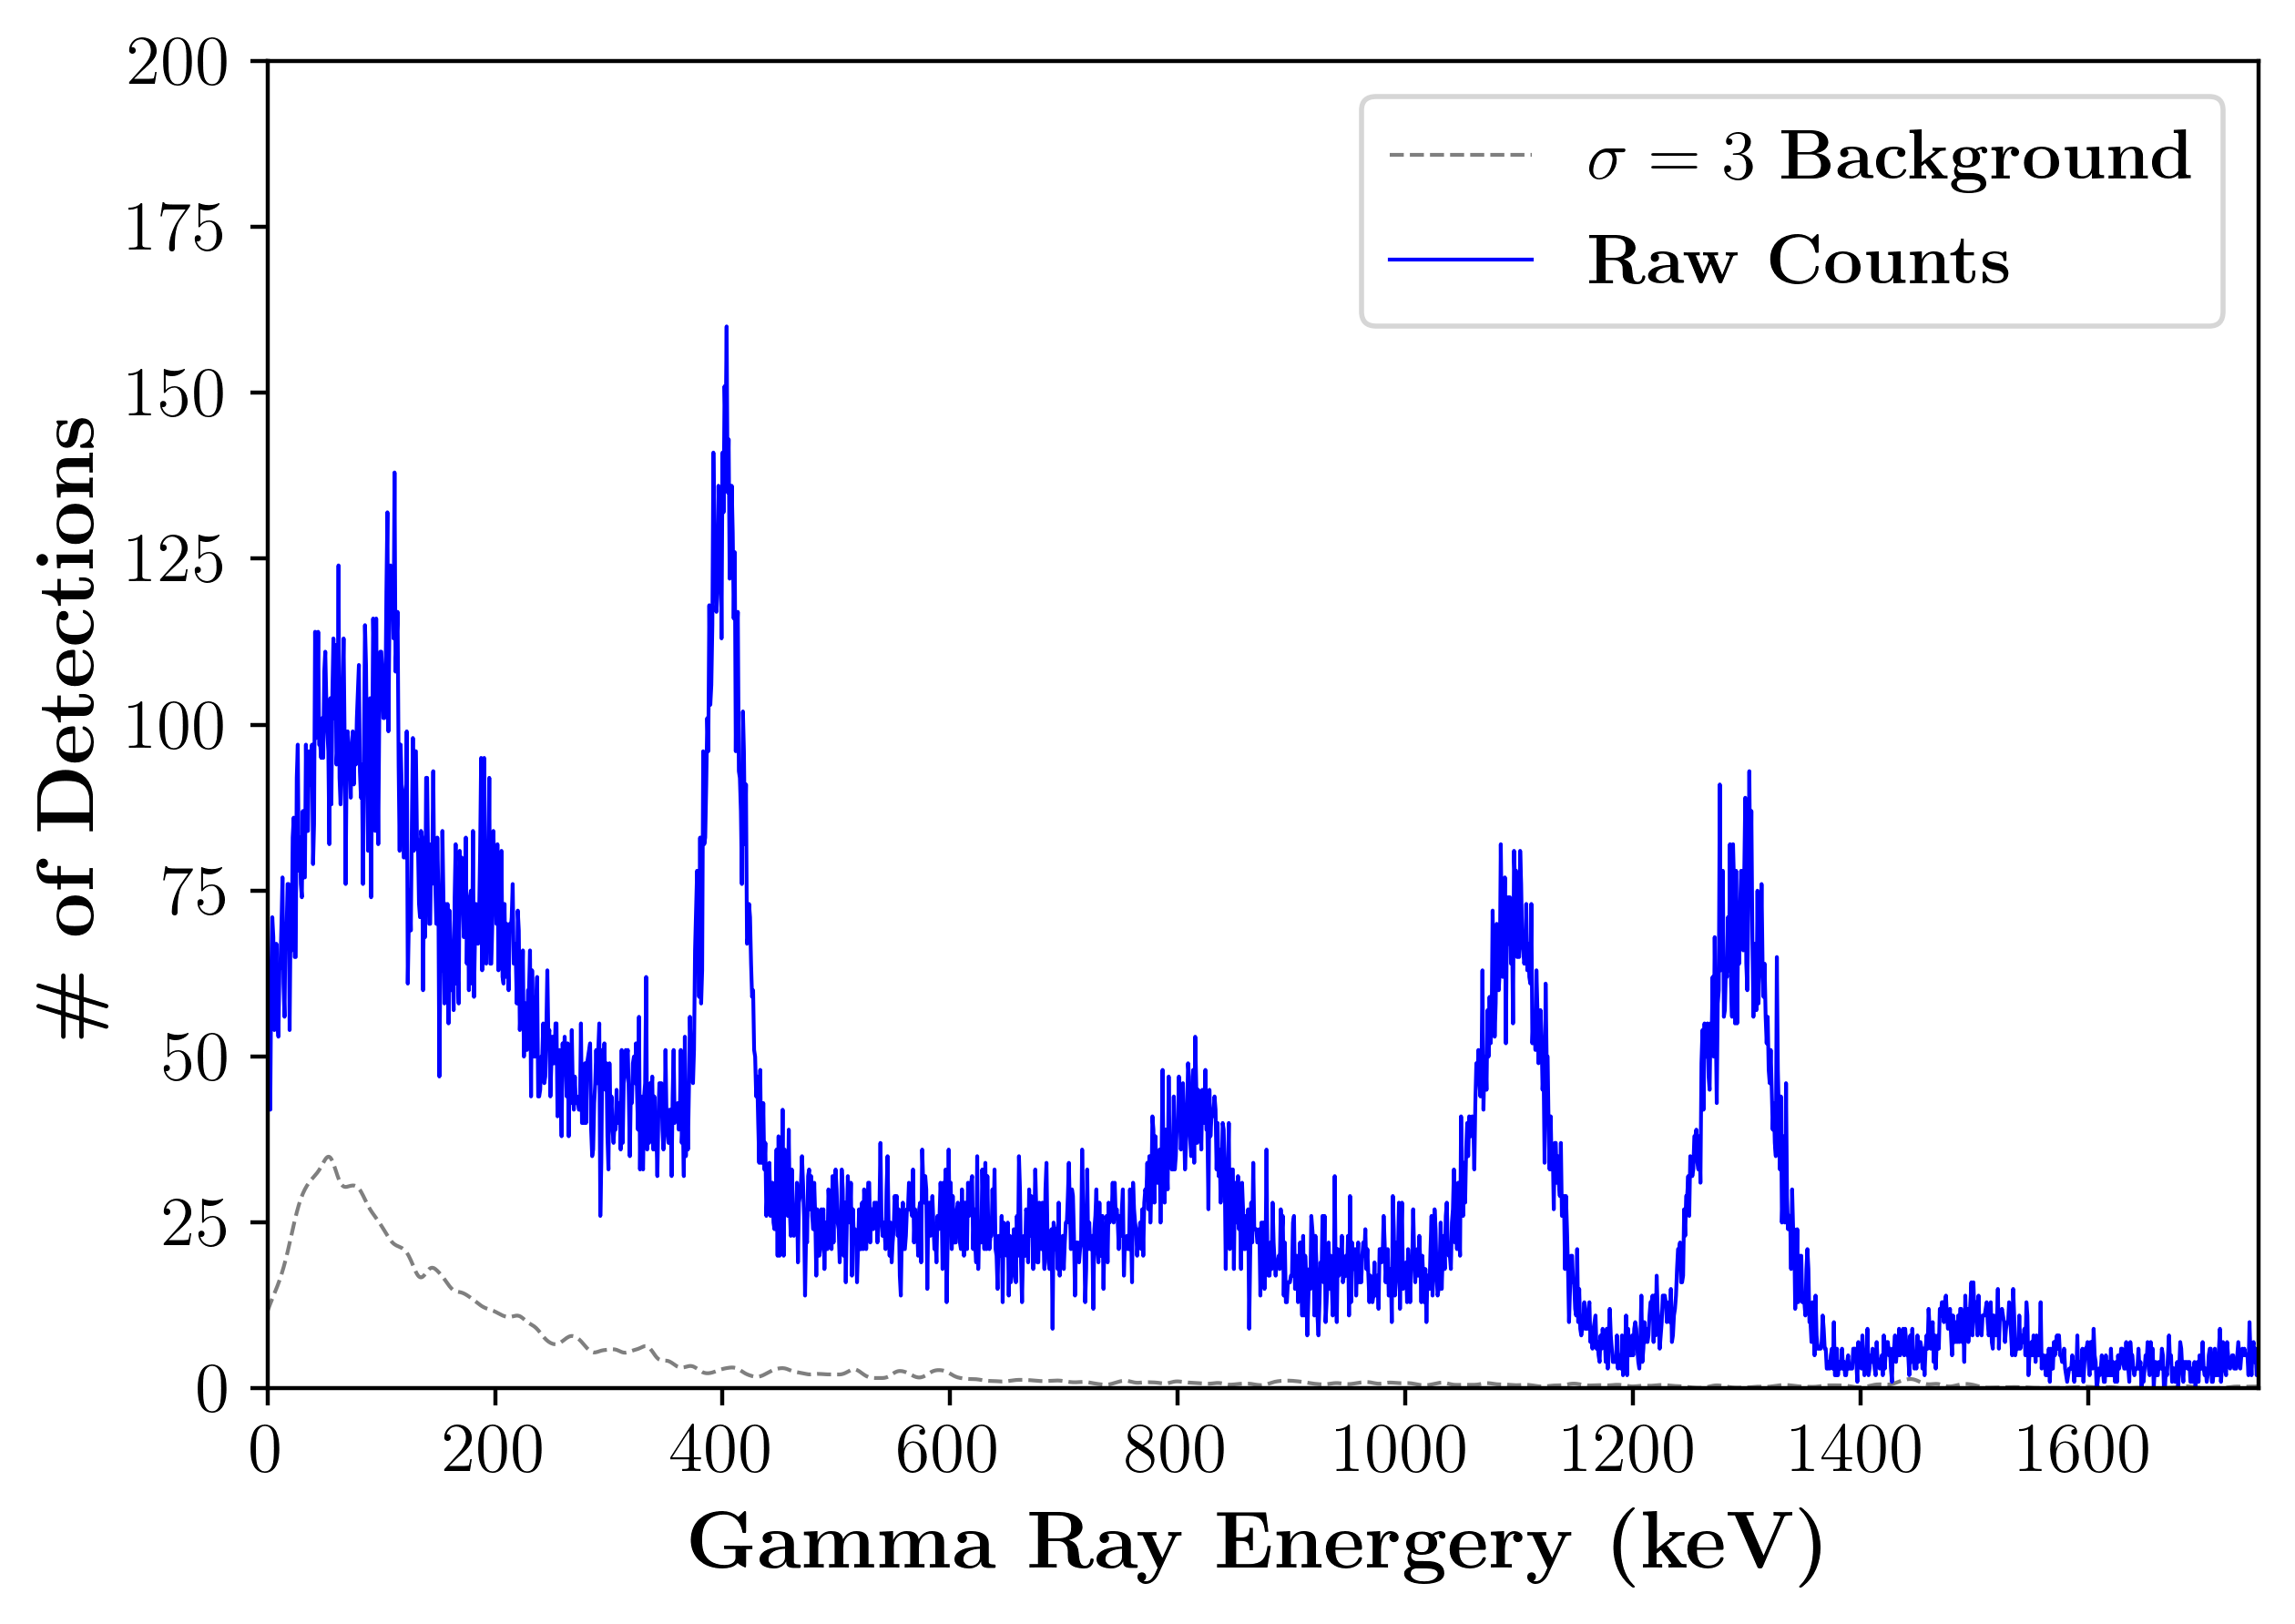 200
175
150
125
100
75
50
25
0
# of Detections
σ = 3 Background
Raw Counts
0 200 400 600 800 1000 1200 1400 1600
Gamma Ray Energery (keV)